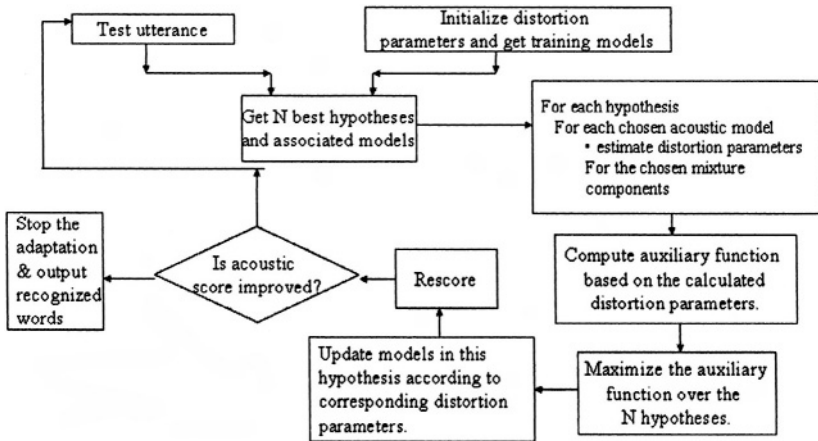 Test utterance
Initialize distortion
parameters and get training models
Get N best hypotheses
and associated models
For each hypothesis
For each chosen acoustic model
• estimate distortion parameters
For the chosen mixture
components
Compute auxiliary function
based on the calculated
distortion parameters.
Maximize the auxiliary
function over the
N hypotheses.
Update models in this
hypothesis according to
corresponding distortion
parameters.
Rescore
Is acoustic
score improved?
Stop the
adaptation
& output
recognized
words